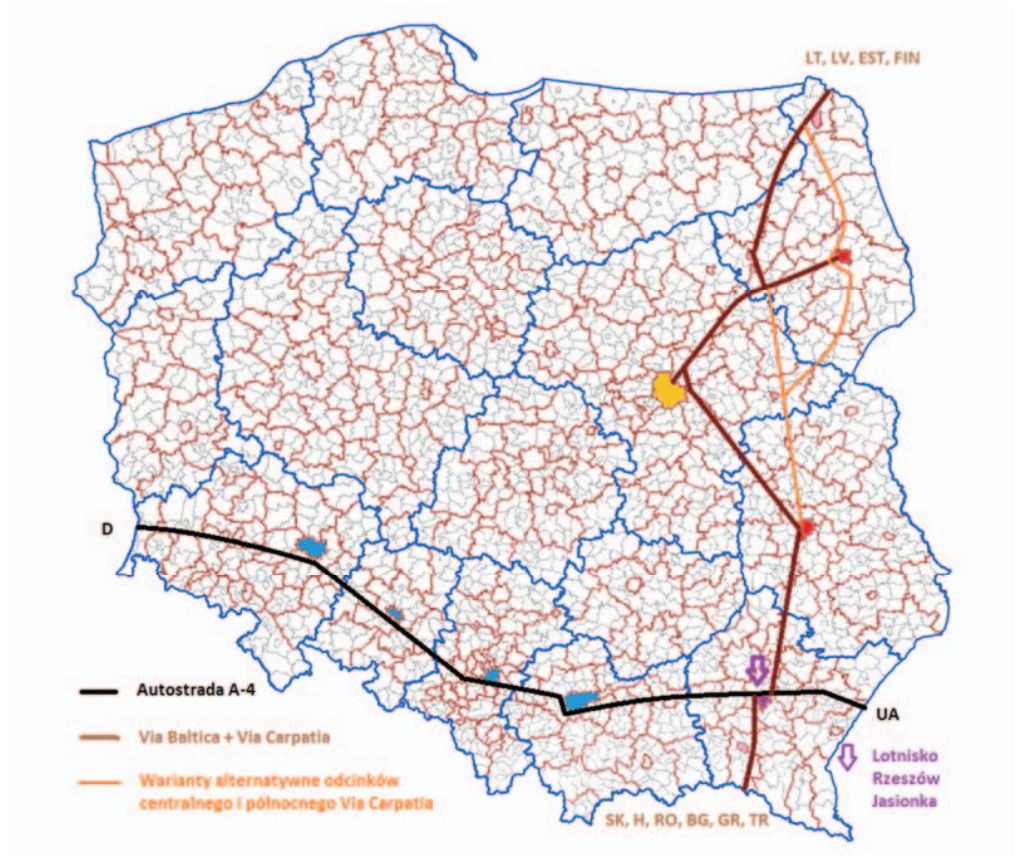 LT, LV, EST, FIN
D
Autostrada A-4
UA
Via Baltica + Via Carpatia
Lotnisko
Rzeszów
Jasionka
Warianty alternatywne odcinków
centralnego i północnego Via Carpatia
SK, H, RO, BG, GR, TR